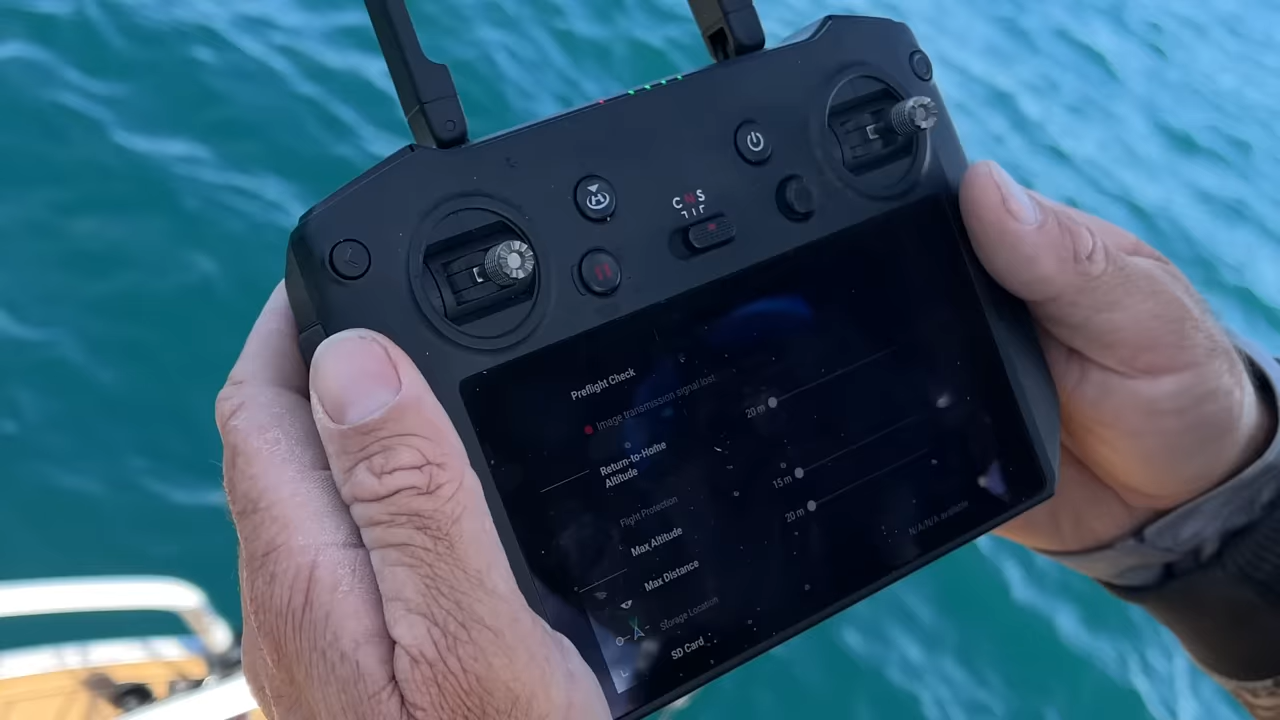 C N S
H
Preflight Check
Image transmission signal lost
20 m
Return-to-Home
Altitude
Flight Protection
15 m
Max Altitude
20 m
Max Distance
N/A/N/A available
Storage Location
SD Card